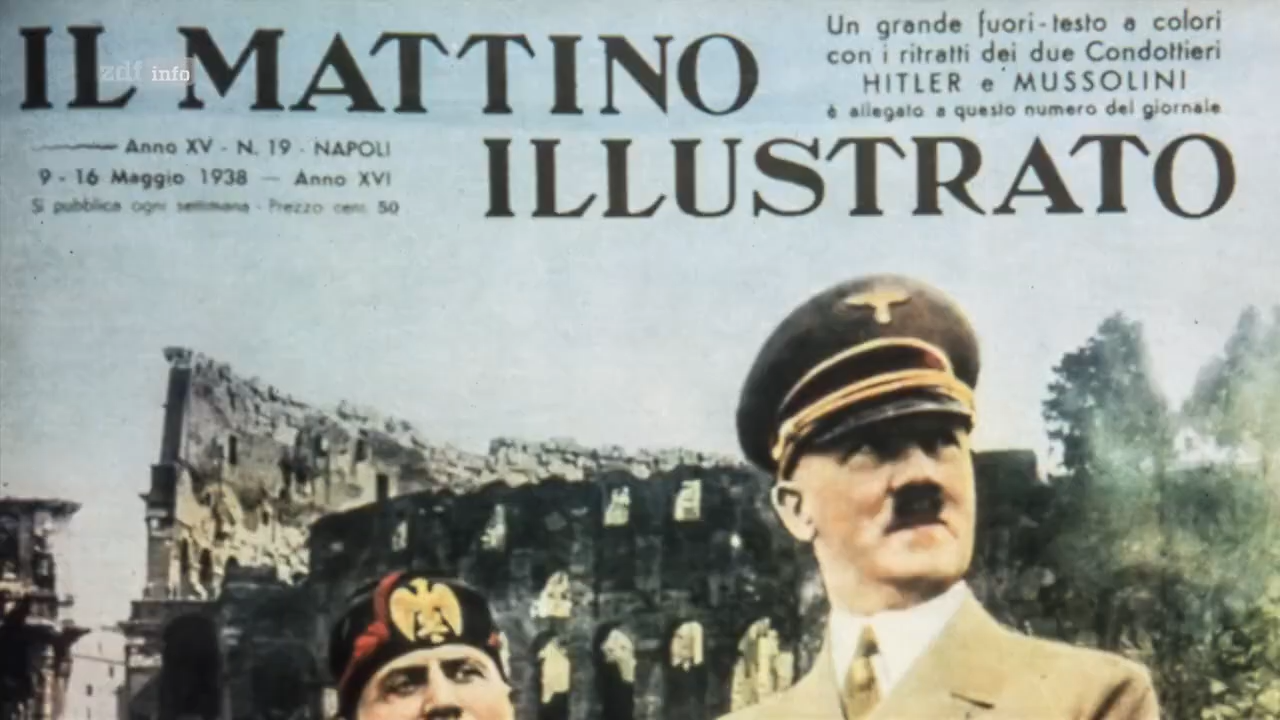 IL MATTINO
ILLUSTRATO
Un grande fuori-testo a colori
con i ritratti dei due Condottieri
HITLER e MUSSOLINI
è allegato a questo numero del giornale
Anno XV - N. 19 - NAPOLI
9 - 16 Maggio 1938 — Anno XVI
Si pubblica ogni settimana - Prezzo cent. 50
zdf info